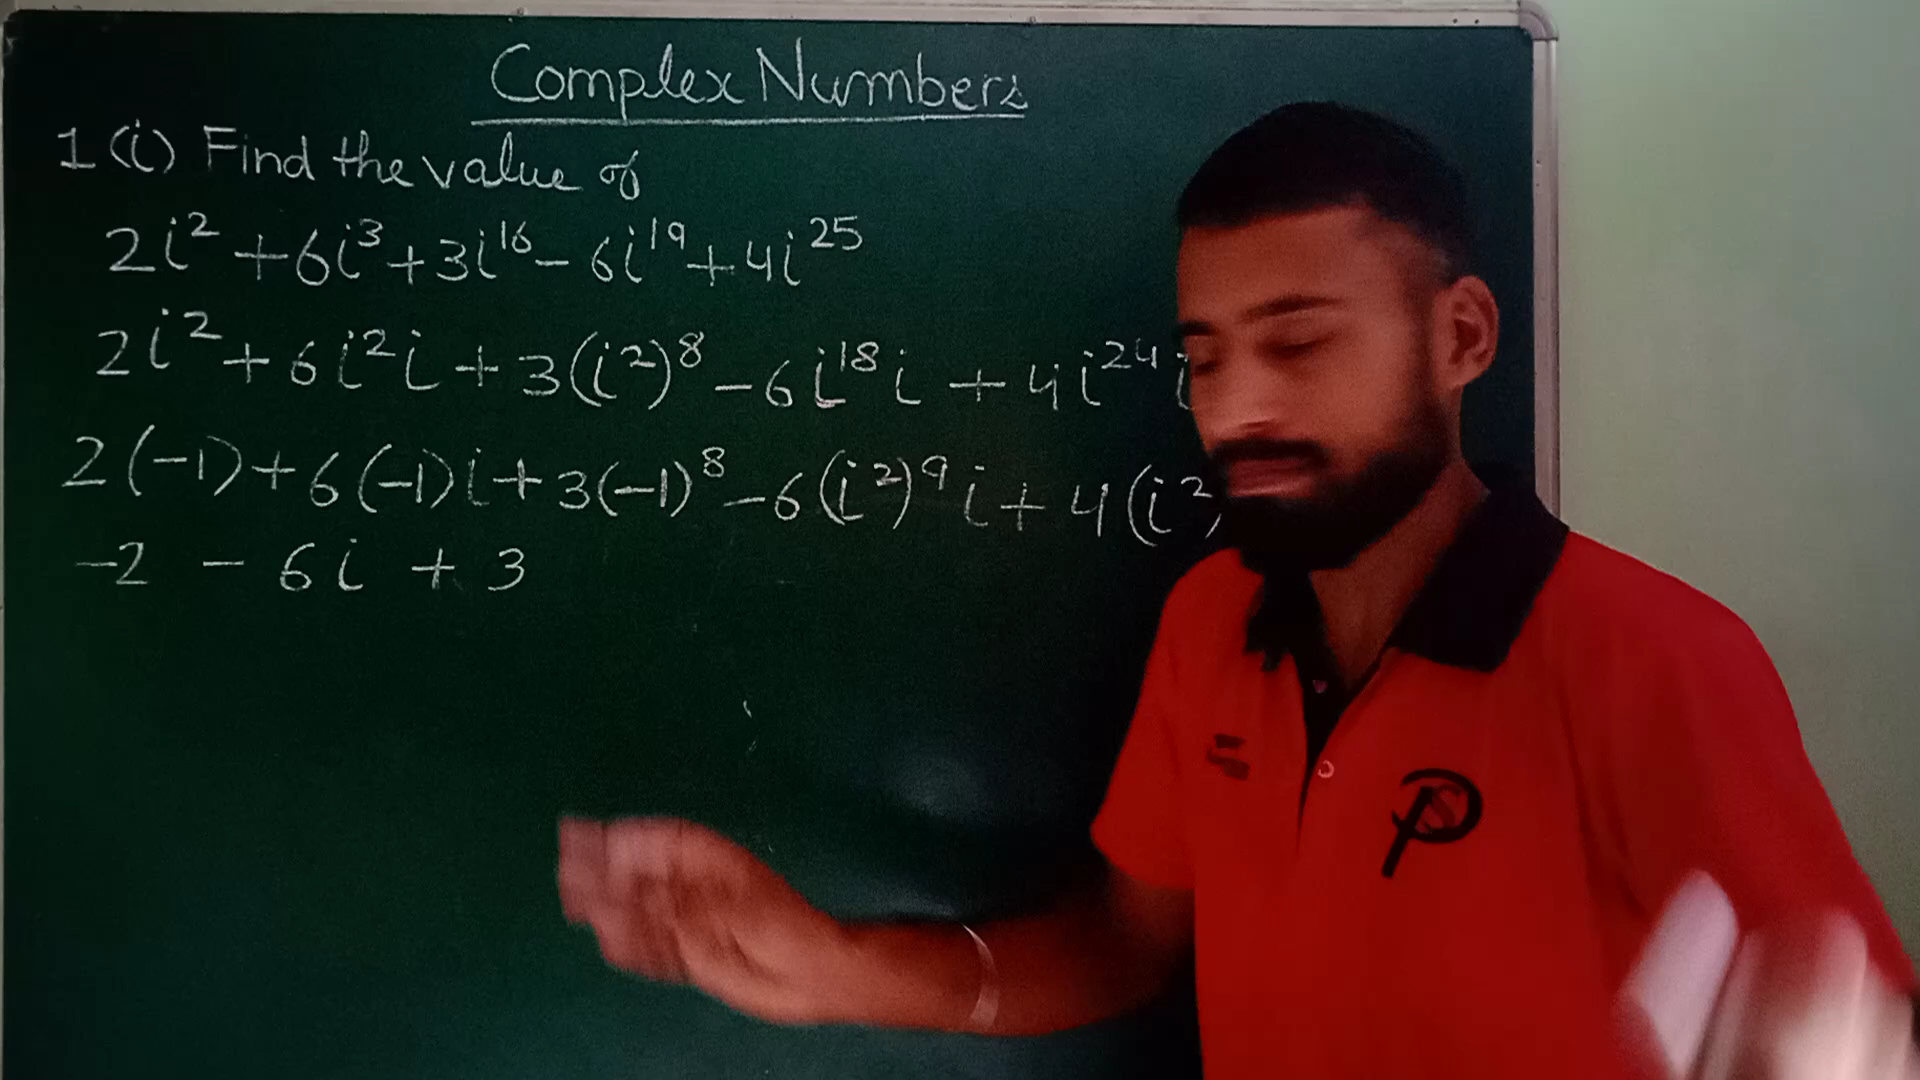 Complex Numbers
1(i) Find the value of
2i² + 6i³ + 3i¹⁶ - 6i¹⁹ + 4i²⁵
2i² + 6i²i + 3(i²)⁸ - 6i¹⁸i + 4i²⁴i
2(-1) + 6(-1)i + 3(-1)⁸ - 6(i²)⁹i + 4(i²)
-2 - 6i + 3